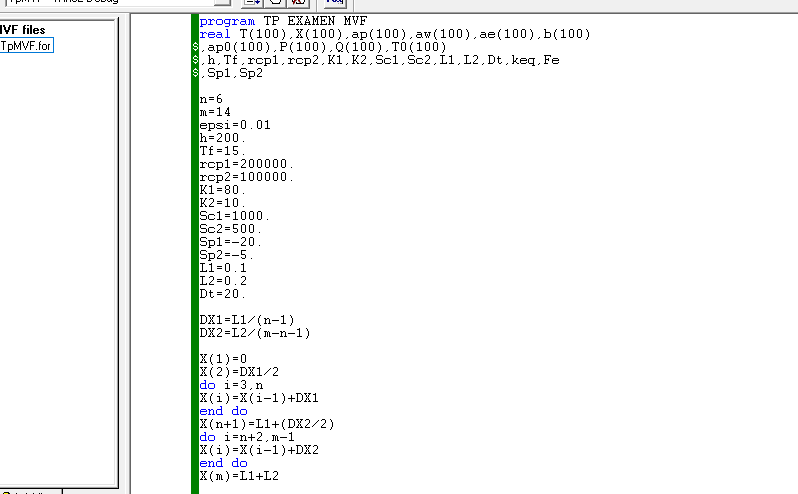 MVF files
TpMVF.for
program TP EXAMEN MVF
real T(100),X(100),ap(100),aw(100),ae(100),b(100)
$,ap0(100),P(100),Q(100),T0(100)
$,h,Tf,rcp1,rcp2,K1,K2,Sc1,Sc2,L1,L2,Dt,keq,Fe
$,Sp1,Sp2
n=6
m=14
epsi=0.01
h=200.
Tf=15.
rcp1=200000.
rcp2=100000.
K1=80.
K2=10.
Sc1=1000.
Sc2=500.
Sp1=-20.
Sp2=-5.
L1=0.1
L2=0.2
Dt=20.
DX1=L1/(n-1)
DX2=L2/(m-n-1)
X(1)=0
X(2)=DX1/2
do i=3,n
X(i)=X(i-1)+DX1
end do
X(n+1)=L1+(DX2/2)
do i=n+2,m-1
X(i)=X(i-1)+DX2
end do
X(m)=L1+L2